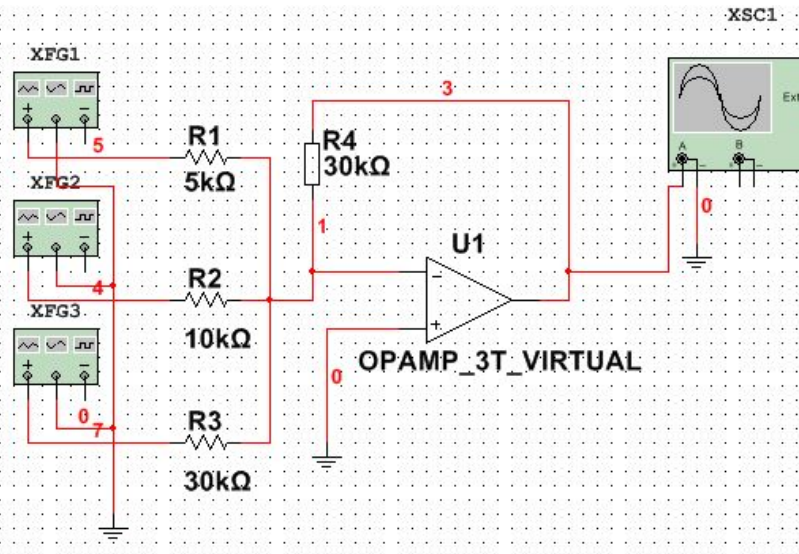 XSC1
XFG1
3
Ext
5
R1
R4
30kΩ
A
B
5kΩ
XFG2
0
1
U1
4
R2
XFG3
10kΩ
OPAMP_3T_VIRTUAL
0
0
7
R3
30kΩ